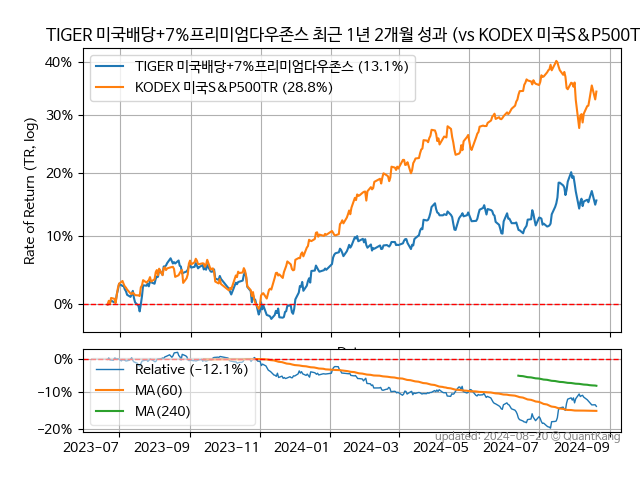 TIGER 미국배당+7%프리미엄다우존스 최근 1년 2개월 성과 (vs KODEX 미국S&P500T
40%
30%
20%
10%
0%
Rate of Return (TR, log)
TIGER 미국배당+7%프리미엄다우존스 (13.1%)
KODEX 미국S&P500TR (28.8%)
0%
−10%
−20%
Relative (−12.1%)
MA(60)
MA(240)
2023−07 2023−09 2023−11 2024−01 2024−03 2024−05 2024−07 2024−09
updated: 2024−08−20 © QuantKang